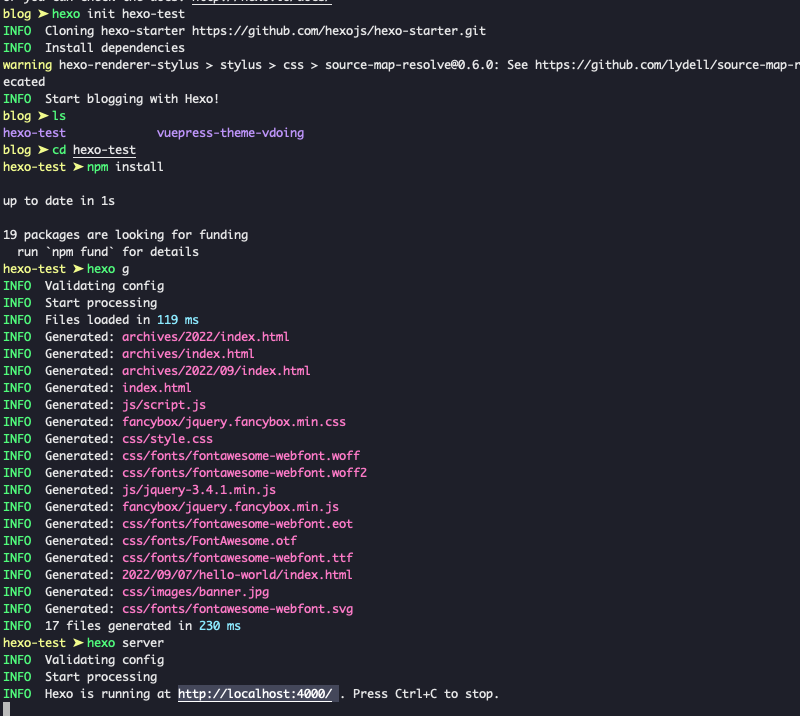 blog ➤ hexo init hexo-test
INFO  Cloning hexo-starter https://github.com/hexojs/hexo-starter.git
INFO  Install dependencies
warning hexo-renderer-stylus > stylus > css > source-map-resolve@0.6.0: See https://github.com/lydell/source-map-r
ecated
INFO  Start blogging with Hexo!
blog ➤ ls
hexo-test             vuepress-theme-vdoing
blog ➤ cd hexo-test
hexo-test ➤ npm install
up to date in 1s
19 packages are looking for funding
  run `npm fund` for details
hexo-test ➤ hexo g
INFO  Validating config
INFO  Start processing
INFO  Files loaded in 119 ms
INFO  Generated: archives/2022/index.html
INFO  Generated: archives/index.html
INFO  Generated: archives/2022/09/index.html
INFO  Generated: index.html
INFO  Generated: js/script.js
INFO  Generated: fancybox/jquery.fancybox.min.css
INFO  Generated: css/style.css
INFO  Generated: css/fonts/fontawesome-webfont.woff
INFO  Generated: css/fonts/fontawesome-webfont.woff2
INFO  Generated: js/jquery-3.4.1.min.js
INFO  Generated: fancybox/jquery.fancybox.min.js
INFO  Generated: css/fonts/fontawesome-webfont.eot
INFO  Generated: css/fonts/FontAwesome.otf
INFO  Generated: css/fonts/fontawesome-webfont.ttf
INFO  Generated: 2022/09/07/hello-world/index.html
INFO  Generated: css/images/banner.jpg
INFO  Generated: css/fonts/fontawesome-webfont.svg
INFO  17 files generated in 230 ms
hexo-test ➤ hexo server
INFO  Validating config
INFO  Start processing
INFO  Hexo is running at http://localhost:4000/ . Press Ctrl+C to stop.